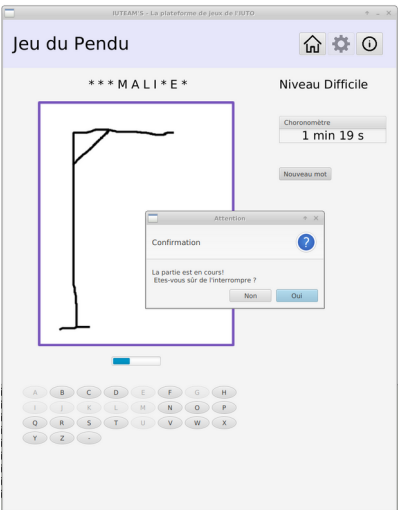 IUTEAM'S - La plateforme de jeux de l'IUTO
Jeu du Pendu
* * * M A L I * E *
Niveau Difficile
Choronomètre
1 min 19 s
Nouveau mot
Attention
Confirmation
La partie est en cours!
Etes-vous sûr de l'interrompre ?
Non Oui
A B C D E F G H
I J K L M N O P
Q R S T U V W X
Y Z -